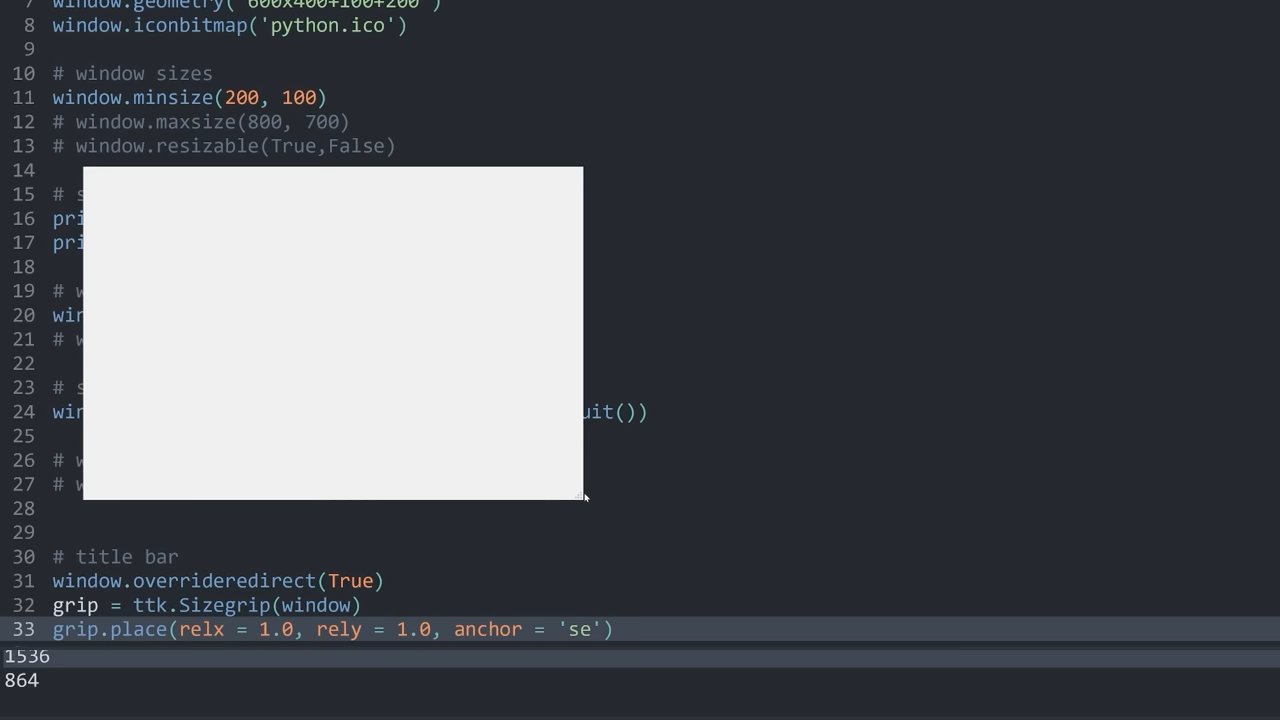 7 window.geometry('600x400+100+200')
8 window.iconbitmap('python.ico')
9
10 # window sizes
11 window.minsize(200, 100)
12 # window.maxsize(800, 700)
13 # window.resizable(True,False)
14
15 # s
16 pri
17 pri
18
19 # w
20 win
21 # w
22
23 # s
24 win uit())
25
26 # w
27 # w
28
29
30 # title bar
31 window.overrideredirect(True)
32 grip = ttk.Sizegrip(window)
33 grip.place(relx = 1.0, rely = 1.0, anchor = 'se')
1536
864